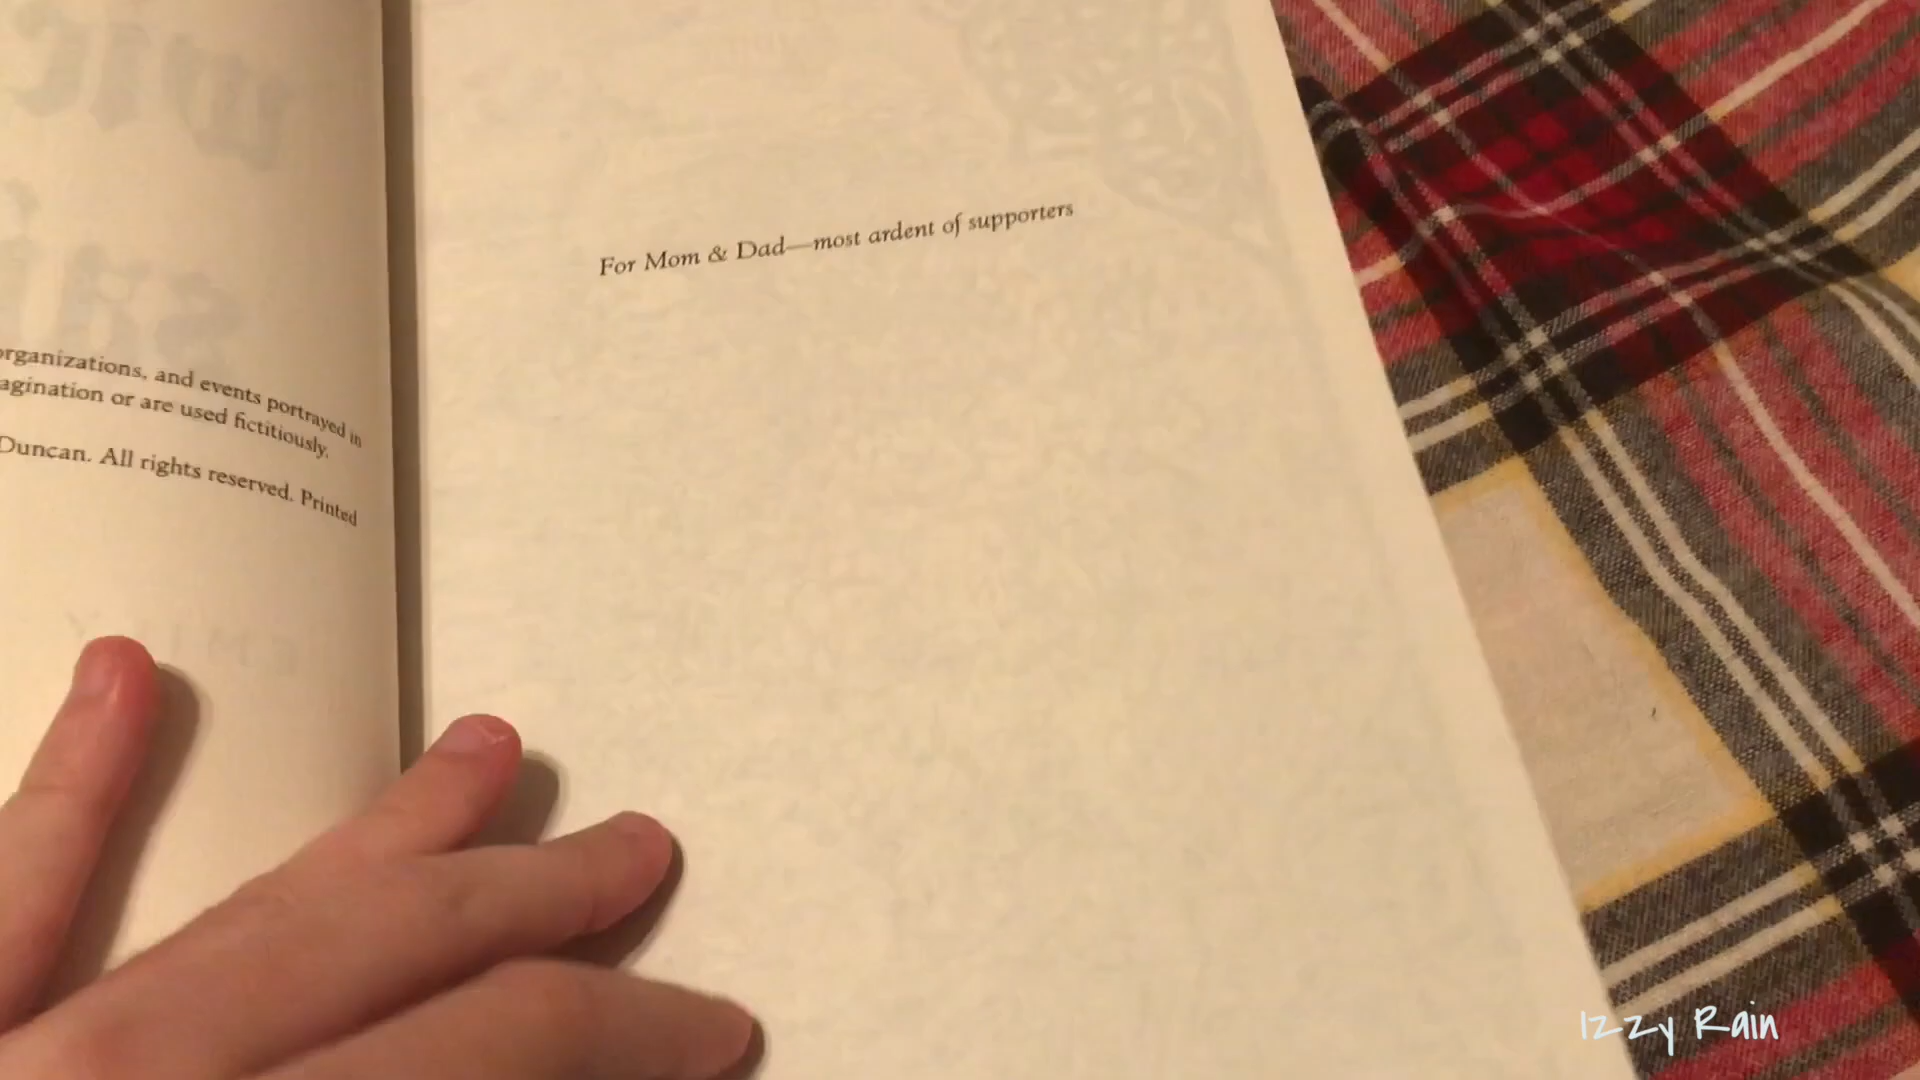 organizations, and events portrayed in
agination or are used fictitiously.
Duncan. All rights reserved. Printed
For Mom & Dad—most ardent of supporters
Izzy Rain